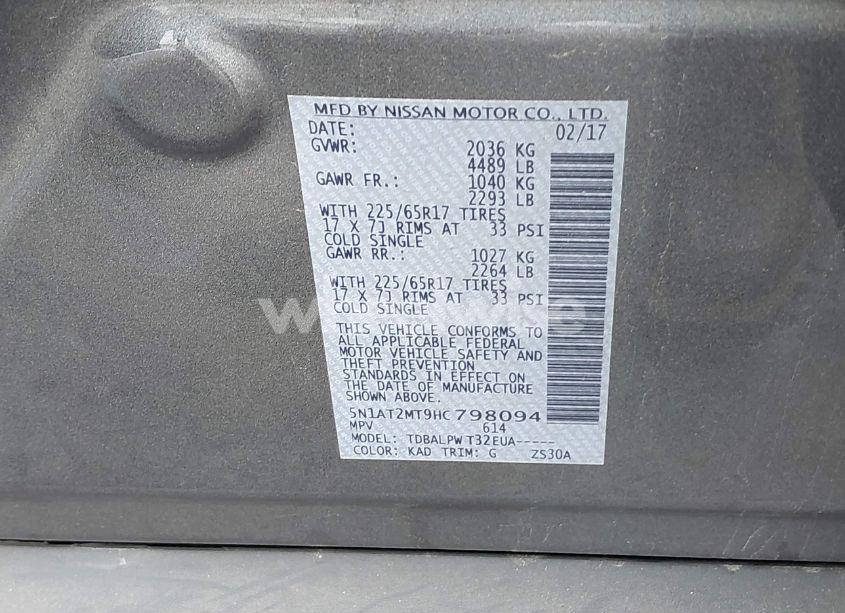 MFD BY NISSAN MOTOR CO., LTD.
DATE: 02/17
GVWR: 2036 KG
4489 LB
GAWR FR.: 1040 KG
2293 LB
WITH 225/65R17 TIRES
17 X 7J RIMS AT 33 PSI
COLD SINGLE
GAWR RR.: 1027 KG
2264 LB
WITH 225/65R17 TIRES
17 X 7J RIMS AT 33 PSI
COLD SINGLE
THIS VEHICLE CONFORMS TO
ALL APPLICABLE FEDERAL
MOTOR VEHICLE SAFETY AND
THEFT PREVENTION
STANDARDS IN EFFECT ON
THE DATE OF MANUFACTURE
SHOWN ABOVE.
5N1AT2MT9HC798094
MPV 614
MODEL: TDBALPW T32EUA-----
COLOR: KAD TRIM: G ZS30A